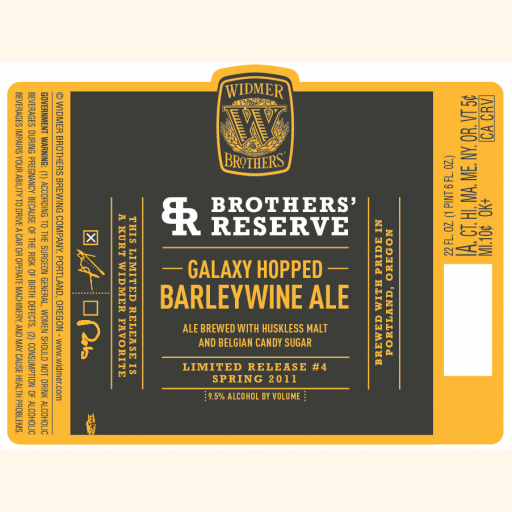 WIDMER
W
BROTHERS
BR BROTHERS'
RESERVE
GALAXY HOPPED
BARLEYWINE ALE
ALE BREWED WITH HUSKLESS MALT
AND BELGIAN CANDY SUGAR
LIMITED RELEASE #4
SPRING 2011
9.5% ALCOHOL BY VOLUME
THIS LIMITED RELEASE IS
A KURT WIDMER FAVORITE
BREWED WITH PRIDE IN
PORTLAND, OREGON
© WIDMER BROTHERS BREWING COMPANY, PORTLAND, OREGON - www.widmer.com
GOVERNMENT WARNING: (1) ACCORDING TO THE SURGEON GENERAL, WOMEN SHOULD NOT DRINK ALCOHOLIC
BEVERAGES DURING PREGNANCY BECAUSE OF THE RISK OF BIRTH DEFECTS. (2) CONSUMPTION OF ALCOHOLIC
BEVERAGES IMPAIRS YOUR ABILITY TO DRIVE A CAR OR OPERATE MACHINERY, AND MAY CAUSE HEALTH PROBLEMS.
22 FL. OZ. (1 PINT 6 FL. OZ.)
IA. CT. HI. MA. ME. NY. OR. VT 5¢
MI.10¢ OK+ CA CRV